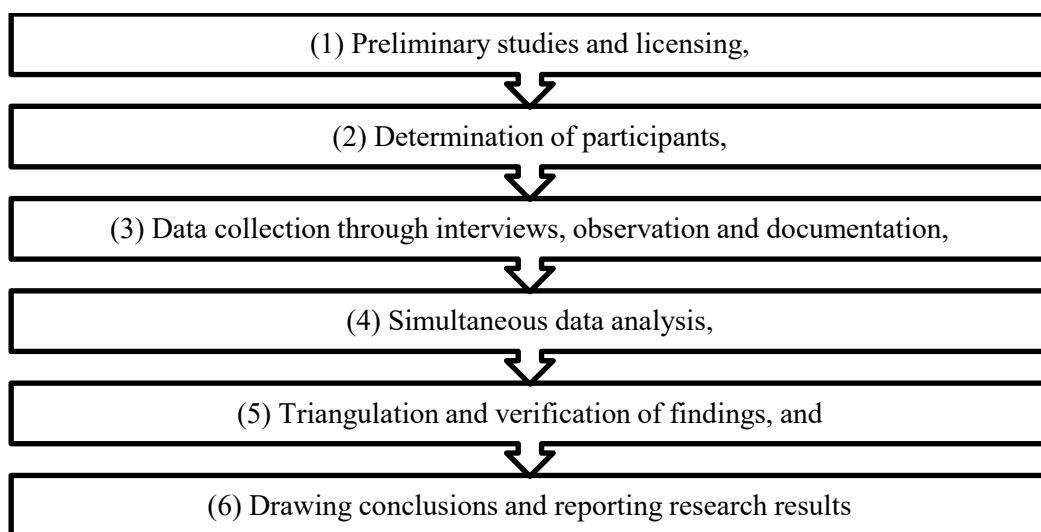 (1) Preliminary studies and licensing,
(2) Determination of participants,
(3) Data collection through interviews, observation and documentation,
(4) Simultaneous data analysis,
(5) Triangulation and verification of findings, and
(6) Drawing conclusions and reporting research results